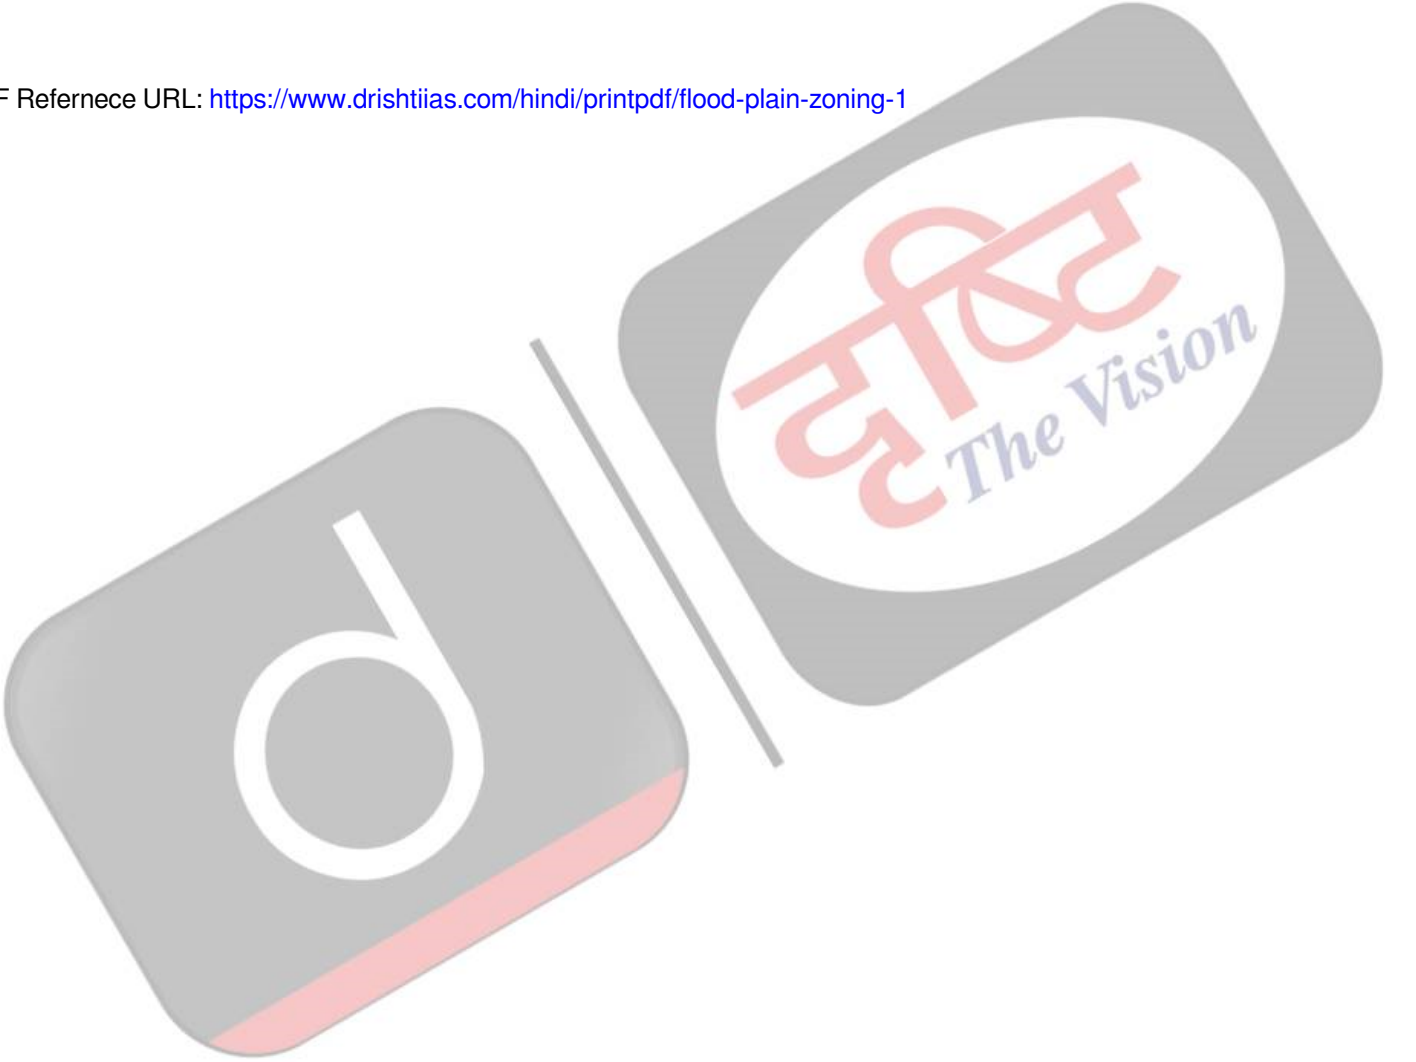 F Refernece URL: https://www.drishtiias.com/hindi/printpdf/flood-plain-zoning-1
दृष्टि
The Vision
d